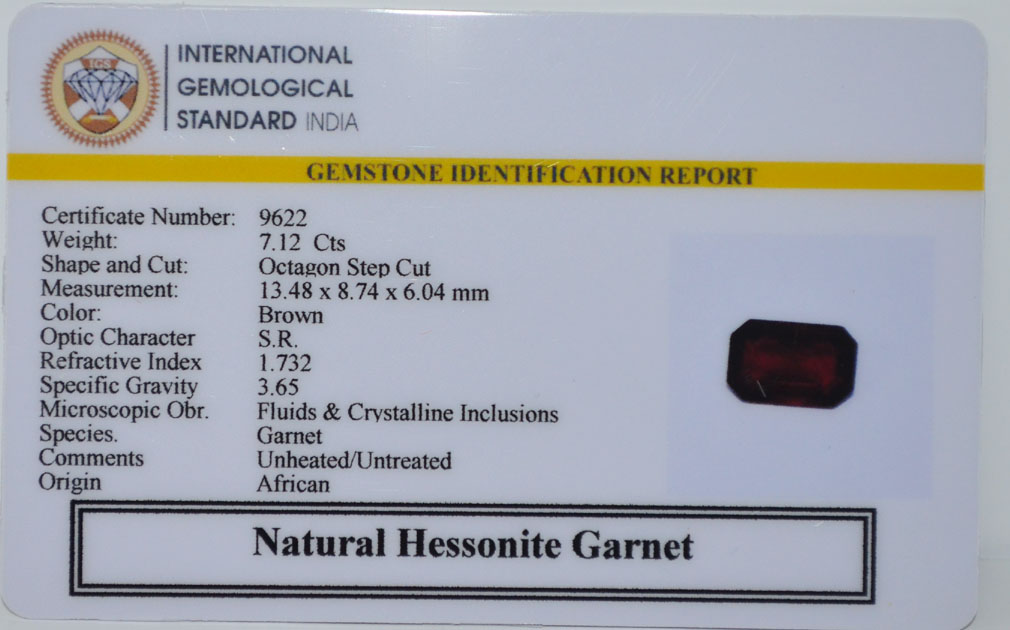 IGS
INTERNATIONAL
GEMOLOGICAL
STANDARD INDIA
GEMSTONE IDENTIFICATION REPORT
Certificate Number: 9622
Weight: 7.12 Cts
Shape and Cut: Octagon Step Cut
Measurement: 13.48 x 8.74 x 6.04 mm
Color: Brown
Optic Character S.R.
Refractive Index 1.732
Specific Gravity 3.65
Microscopic Obr. Fluids & Crystalline Inclusions
Species. Garnet
Comments Unheated/Untreated
Origin African
Natural Hessonite Garnet